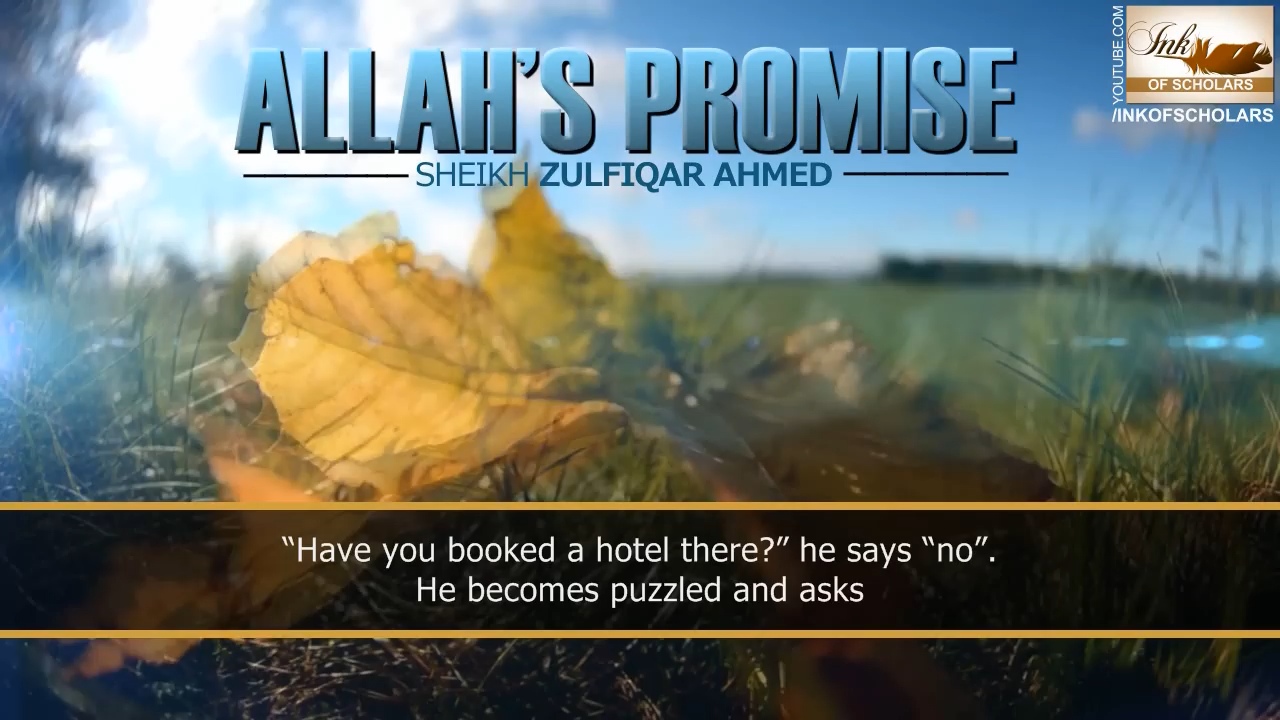 ALLAH'S PROMISE
SHEIKH ZULFIQAR AHMED
YOUTUBE.COM
Ink
OF SCHOLARS
/INKOFSCHOLARS
“Have you booked a hotel there?” he says “no”.
He becomes puzzled and asks